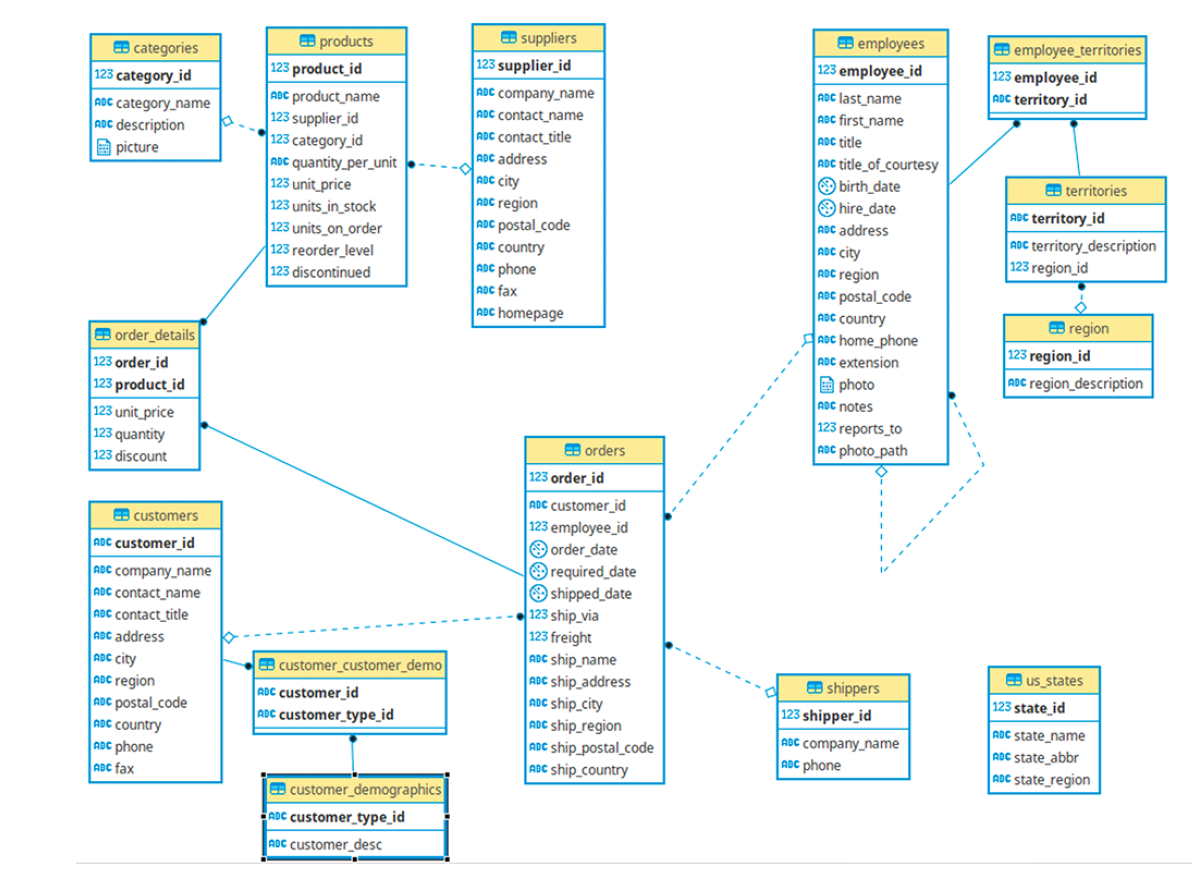 categories
123 category_id
ABC category_name
ABC description
picture
products
123 product_id
ABC product_name
123 supplier_id
123 category_id
ABC quantity_per_unit
123 unit_price
123 units_in_stock
123 units_on_order
123 reorder_level
123 discontinued
suppliers
123 supplier_id
ABC company_name
ABC contact_name
ABC contact_title
ABC address
ABC city
ABC region
ABC postal_code
ABC country
ABC phone
ABC fax
ABC homepage
employees
123 employee_id
ABC last_name
ABC first_name
ABC title
ABC title_of_courtesy
birth_date
hire_date
ABC address
ABC city
ABC region
ABC postal_code
ABC country
ABC home_phone
ABC extension
photo
ABC notes
123 reports_to
ABC photo_path
employee_territories
123 employee_id
ABC territory_id
territories
ABC territory_id
ABC territory_description
123 region_id
region
123 region_id
ABC region_description
order_details
123 order_id
123 product_id
123 unit_price
123 quantity
123 discount
orders
123 order_id
ABC customer_id
123 employee_id
order_date
required_date
shipped_date
123 ship_via
123 freight
ABC ship_name
ABC ship_address
ABC ship_city
ABC ship_region
ABC ship_postal_code
ABC ship_country
customers
ABC customer_id
ABC company_name
ABC contact_name
ABC contact_title
ABC address
ABC city
ABC region
ABC postal_code
ABC country
ABC phone
ABC fax
customer_customer_demo
ABC customer_id
ABC customer_type_id
customer_demographics
ABC customer_type_id
ABC customer_desc
shippers
123 shipper_id
ABC company_name
ABC phone
us_states
123 state_id
ABC state_name
ABC state_abbr
ABC state_region